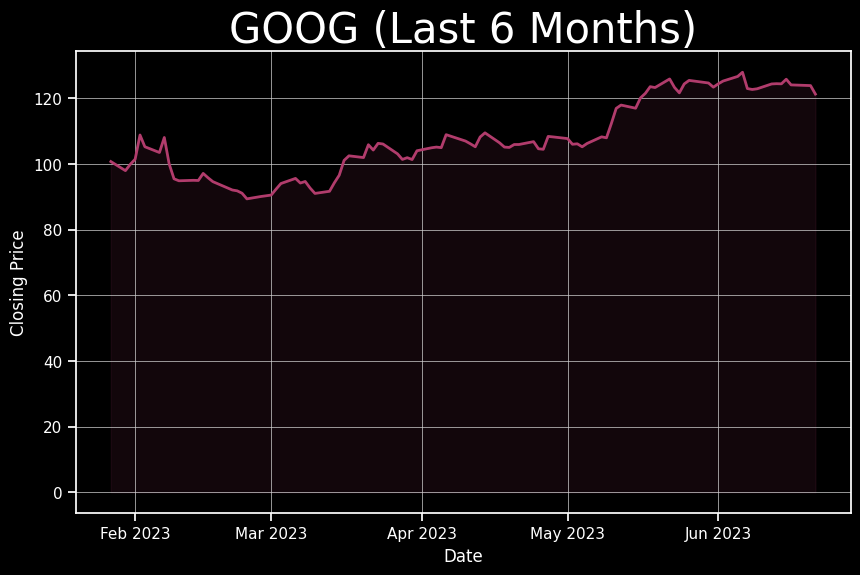 GOOG (Last 6 Months)
Closing Price
120
100
80
60
40
20
0
Feb 2023
Mar 2023
Apr 2023
May 2023
Jun 2023
Date